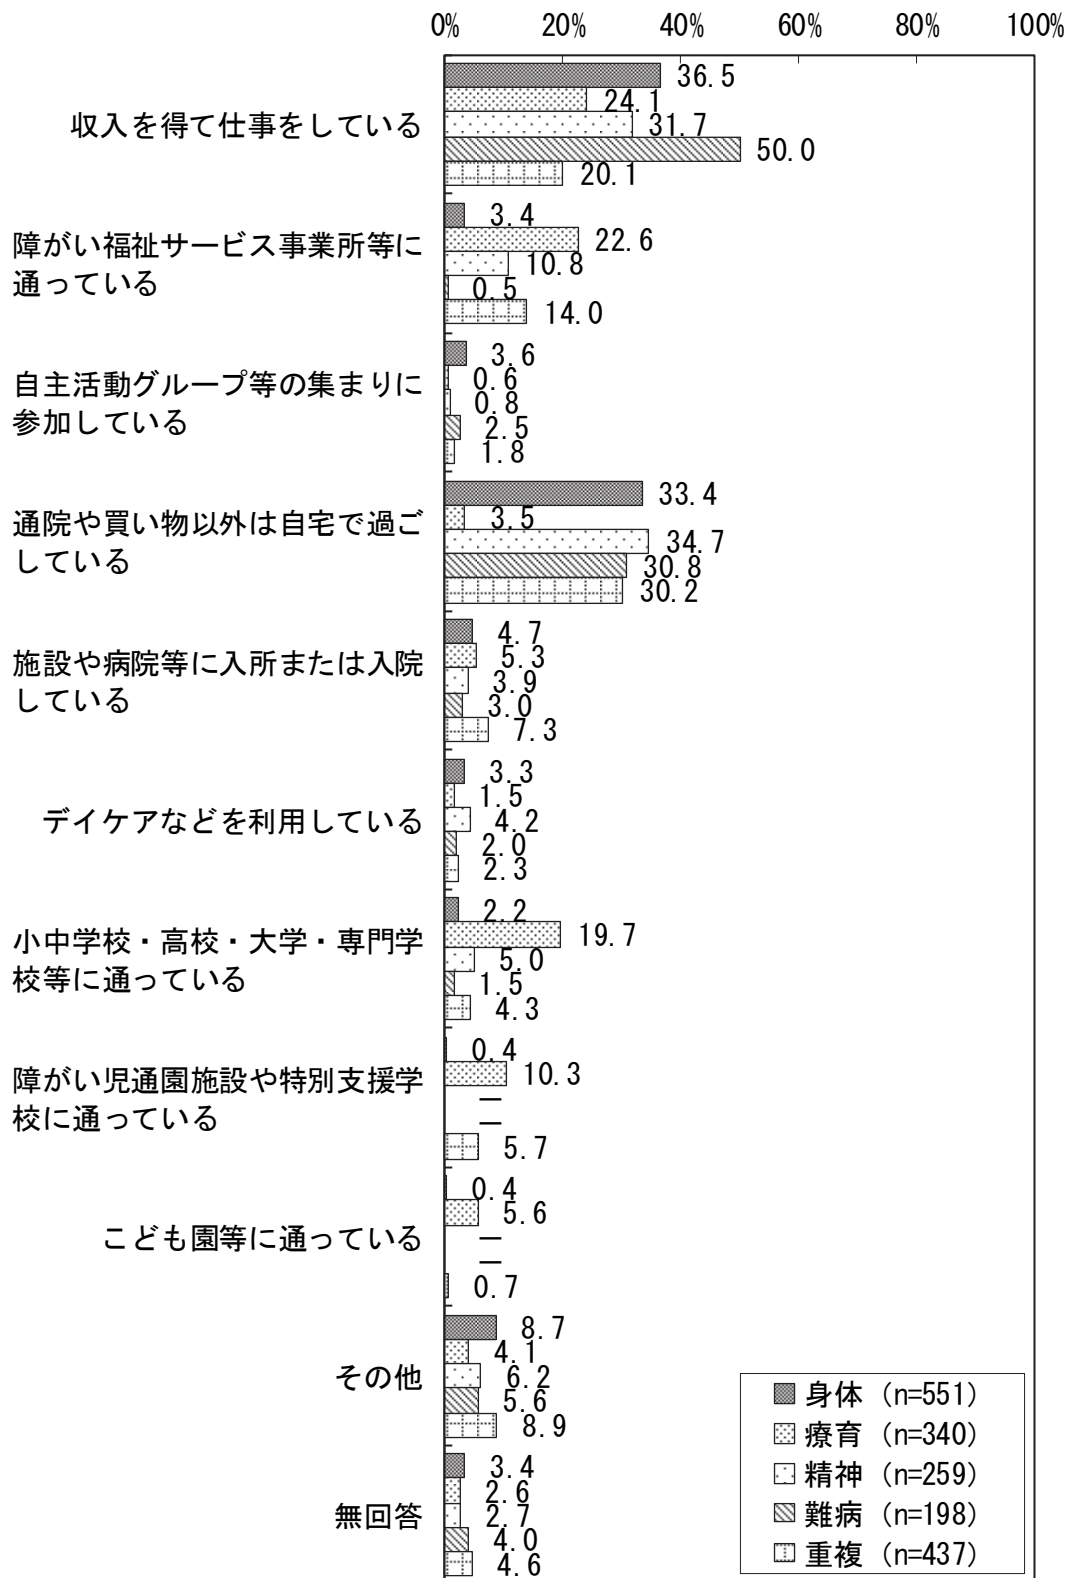 0% 20% 40% 60% 80% 100%
収入を得て仕事をしている
36.5
24.1
31.7
50.0
20.1
障がい福祉サービス事業所等に
通っている
3.4
22.6
10.8
0.5
14.0
自主活動グループ等の集まりに
参加している
3.6
0.6
0.8
2.5
1.8
通院や買い物以外は自宅で過ご
している
33.4
3.5
34.7
30.8
30.2
施設や病院等に入所または入院
している
4.7
5.3
3.9
3.0
7.3
デイケアなどを利用している
3.3
1.5
4.2
2.0
2.3
小中学校・高校・大学・専門学
校等に通っている
2.2
19.7
5.0
1.5
4.3
障がい児通園施設や特別支援学
校に通っている
0.4
10.3
―
―
5.7
こども園等に通っている
0.4
5.6
―
―
0.7
その他
8.7
4.1
6.2
5.6
8.9
無回答
3.4
2.6
2.7
4.0
4.6
身体 (n=551)
療育 (n=340)
精神 (n=259)
難病 (n=198)
重複 (n=437)